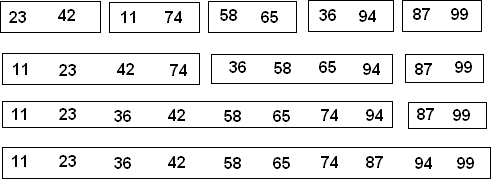 23 42 11 74 58 65 36 94 87 99
11 23 42 74 36 58 65 94 87 99
11 23 36 42 58 65 74 94 87 99
11 23 36 42 58 65 74 87 94 99